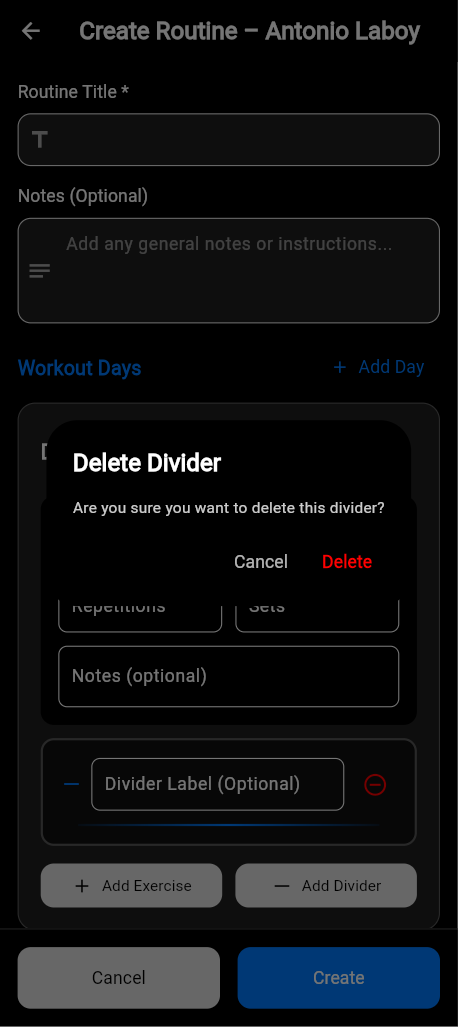 Create Routine – Antonio Laboy
Routine Title *
Notes (Optional)
Add any general notes or instructions...
Workout Days
+ Add Day
Delete Divider
Are you sure you want to delete this divider?
Cancel
Delete
Repetitions
Sets
Notes (optional)
Divider Label (Optional)
+ Add Exercise
— Add Divider
Cancel
Create